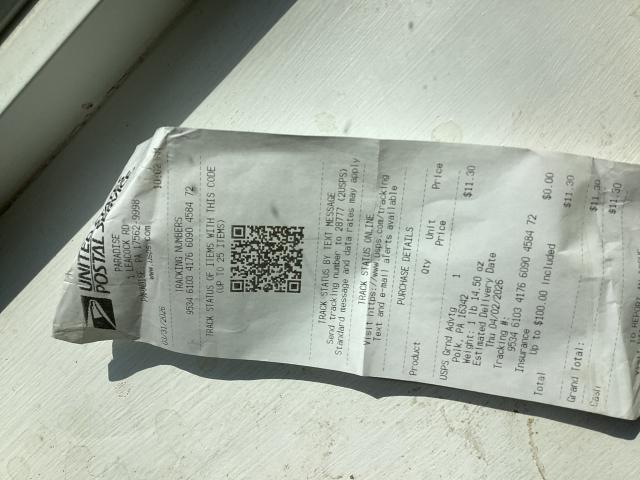 UNITED
POSTAL SERVICE
PARADISE
LEACOCK RD
PARADISE, PA 17562-9998
www.usps.com
03/31/2026
TRACKING NUMBERS
9534 6103 4176 6090 4584 72
TRACK STATUS OF ITEMS WITH THIS CODE
(UP TO 25 ITEMS)
TRACK STATUS BY TEXT MESSAGE
Send tracking number to 28777 (2USPS)
Standard message and data rates may apply
TRACK STATUS ONLINE
Visit https://www.usps.com/tracking
Text and e-mail alerts available
PURCHASE DETAILS
Product Qty Unit Price
Price
USPS Grnd Advtg 1 $11.30
Polk, PA 16342
Weight: 1 lb 14.50 oz
Estimated Delivery Date
Thu 04/02/2026
Tracking #:
9534 6103 4176 6090 4584 72
Insurance $0.00
Up to $100.00 included
Total $11.30
Grand Total: $11.30
Cash $11.50